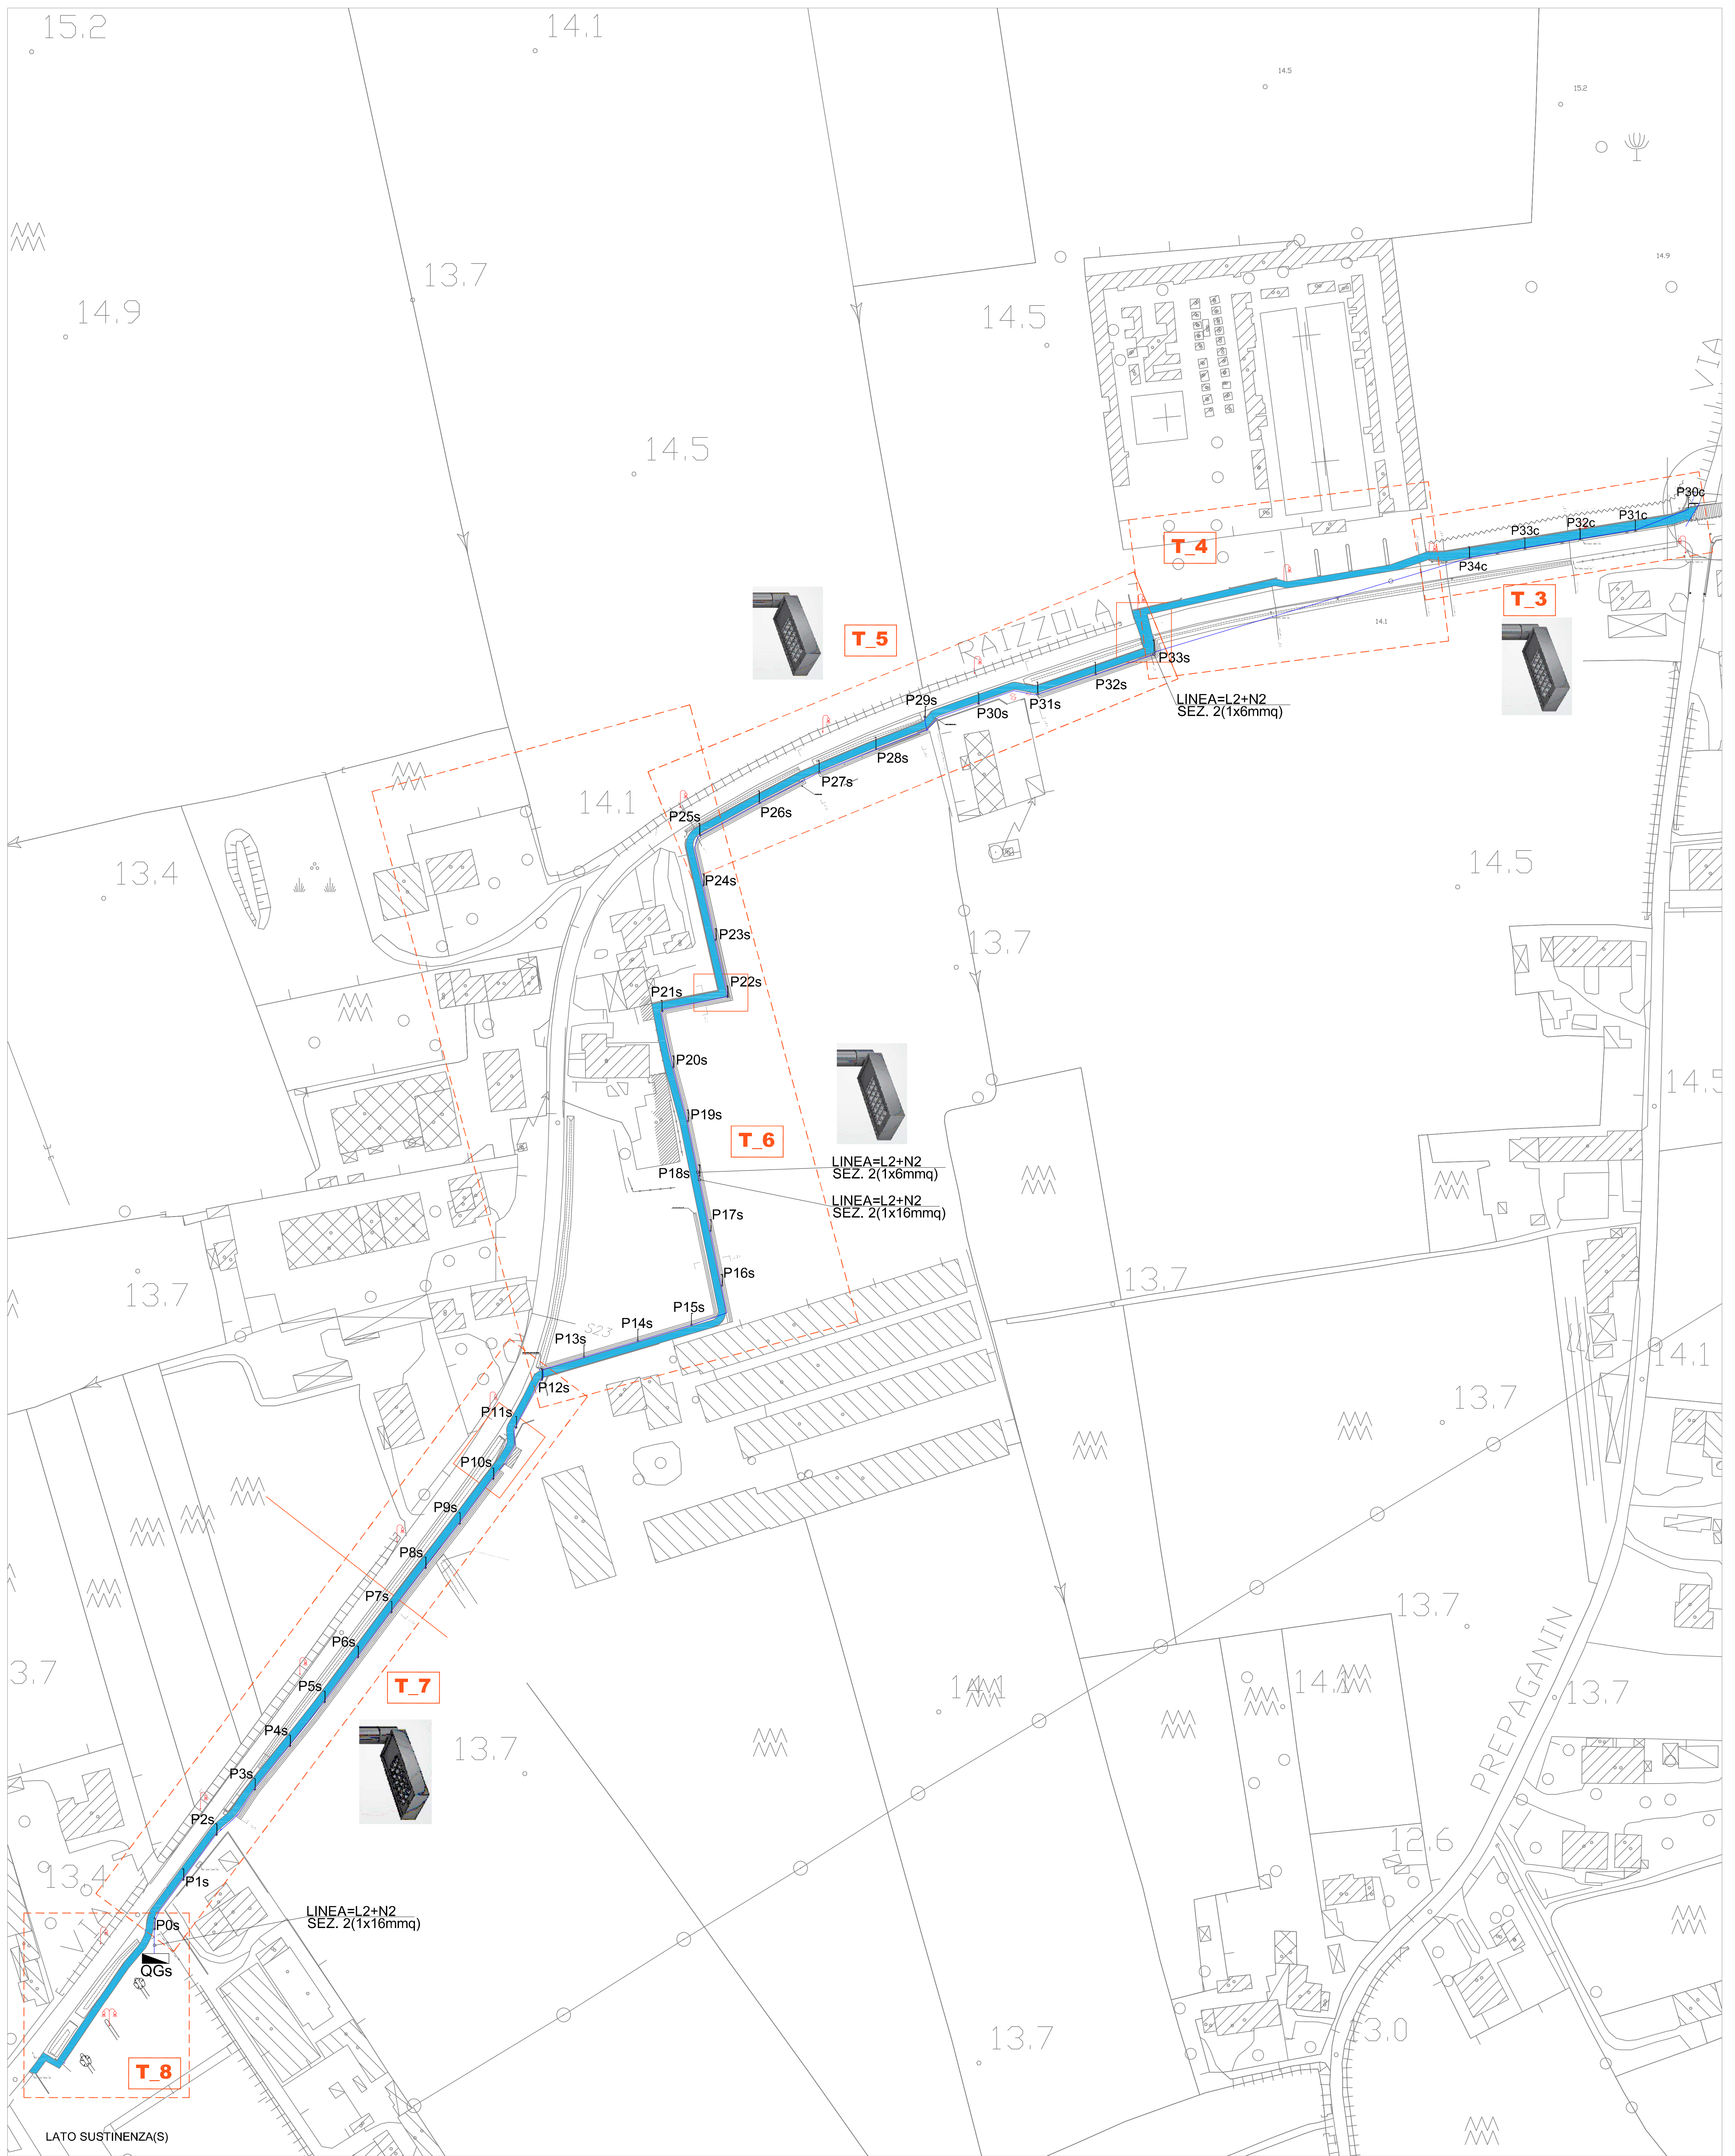 15.2
14.1
14.5
15.2
13.7
14.9
14.9
14.5
14.5
VIA
P30c
P31c
P32c
P33c
P34c
T_4
T_3
14.1
RAIZZOLA
T_5
P33s
P32s
P31s
P30s
P29s
LINEA=L2+N2
SEZ. 2(1x6mmq)
P28s
P27s
P26s
14.1
P25s
13.4
14.5
P24s
P23s
13.7
P22s
P21s
P20s
14.5
P19s
T_6
LINEA=L2+N2
SEZ. 2(1x6mmq)
P18s
LINEA=L2+N2
SEZ. 2(1x16mmq)
P17s
P16s
13.7
13.7
P15s
S23
P14s
P13s
14.1
P12s
13.7
P11s
P10s
P9s
P8s
P7s
13.7
P6s
3.7
PREPAGANIN
T_7
P5s
14.1
14.1
13.7
P4s
13.7
P3s
P2s
12.6
13.4
P1s
LINEA=L2+N2
SEZ. 2(1x16mmq)
P0s
VIA
QGs
13.7
3.0
T_8
LATO SUSTINENZA(S)